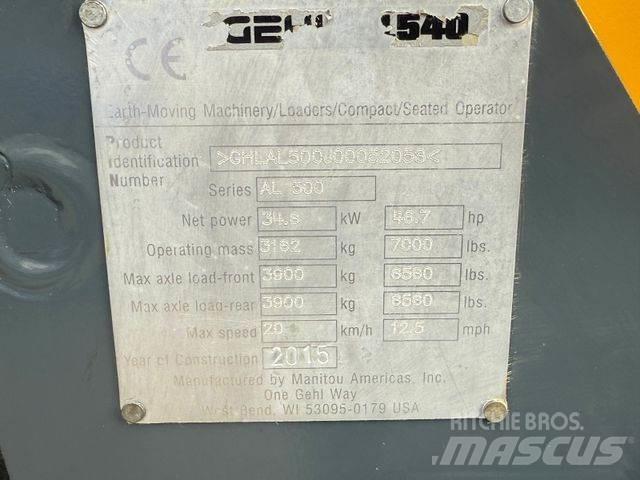 GEHL 540
CE
Earth-Moving Machinery/Loaders/Compact/Seated Operator
Product Identification Number >GHLAL500J00062058<
Series AL 500
Net power 34.8 kW 46.7 hp
Operating mass 3182 kg 7000 lbs.
Max axle load-front 3900 kg 8580 lbs.
Max axle load-rear 3900 kg 8580 lbs.
Max speed 20 km/h 12.5 mph
Year of Construction 2015
Manufactured by Manitou Americas, Inc.
One Gehl Way
West Bend, WI 53095-0179 USA
RITCHIE BROS.
MASCUS